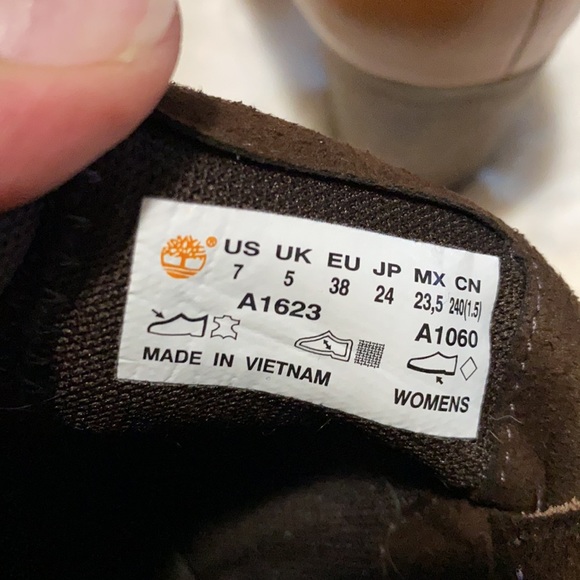 ® US UK EU JP MX CN
7 5 38 24 23,5 240(1.5)
A1623 A1060
MADE IN VIETNAM
WOMENS